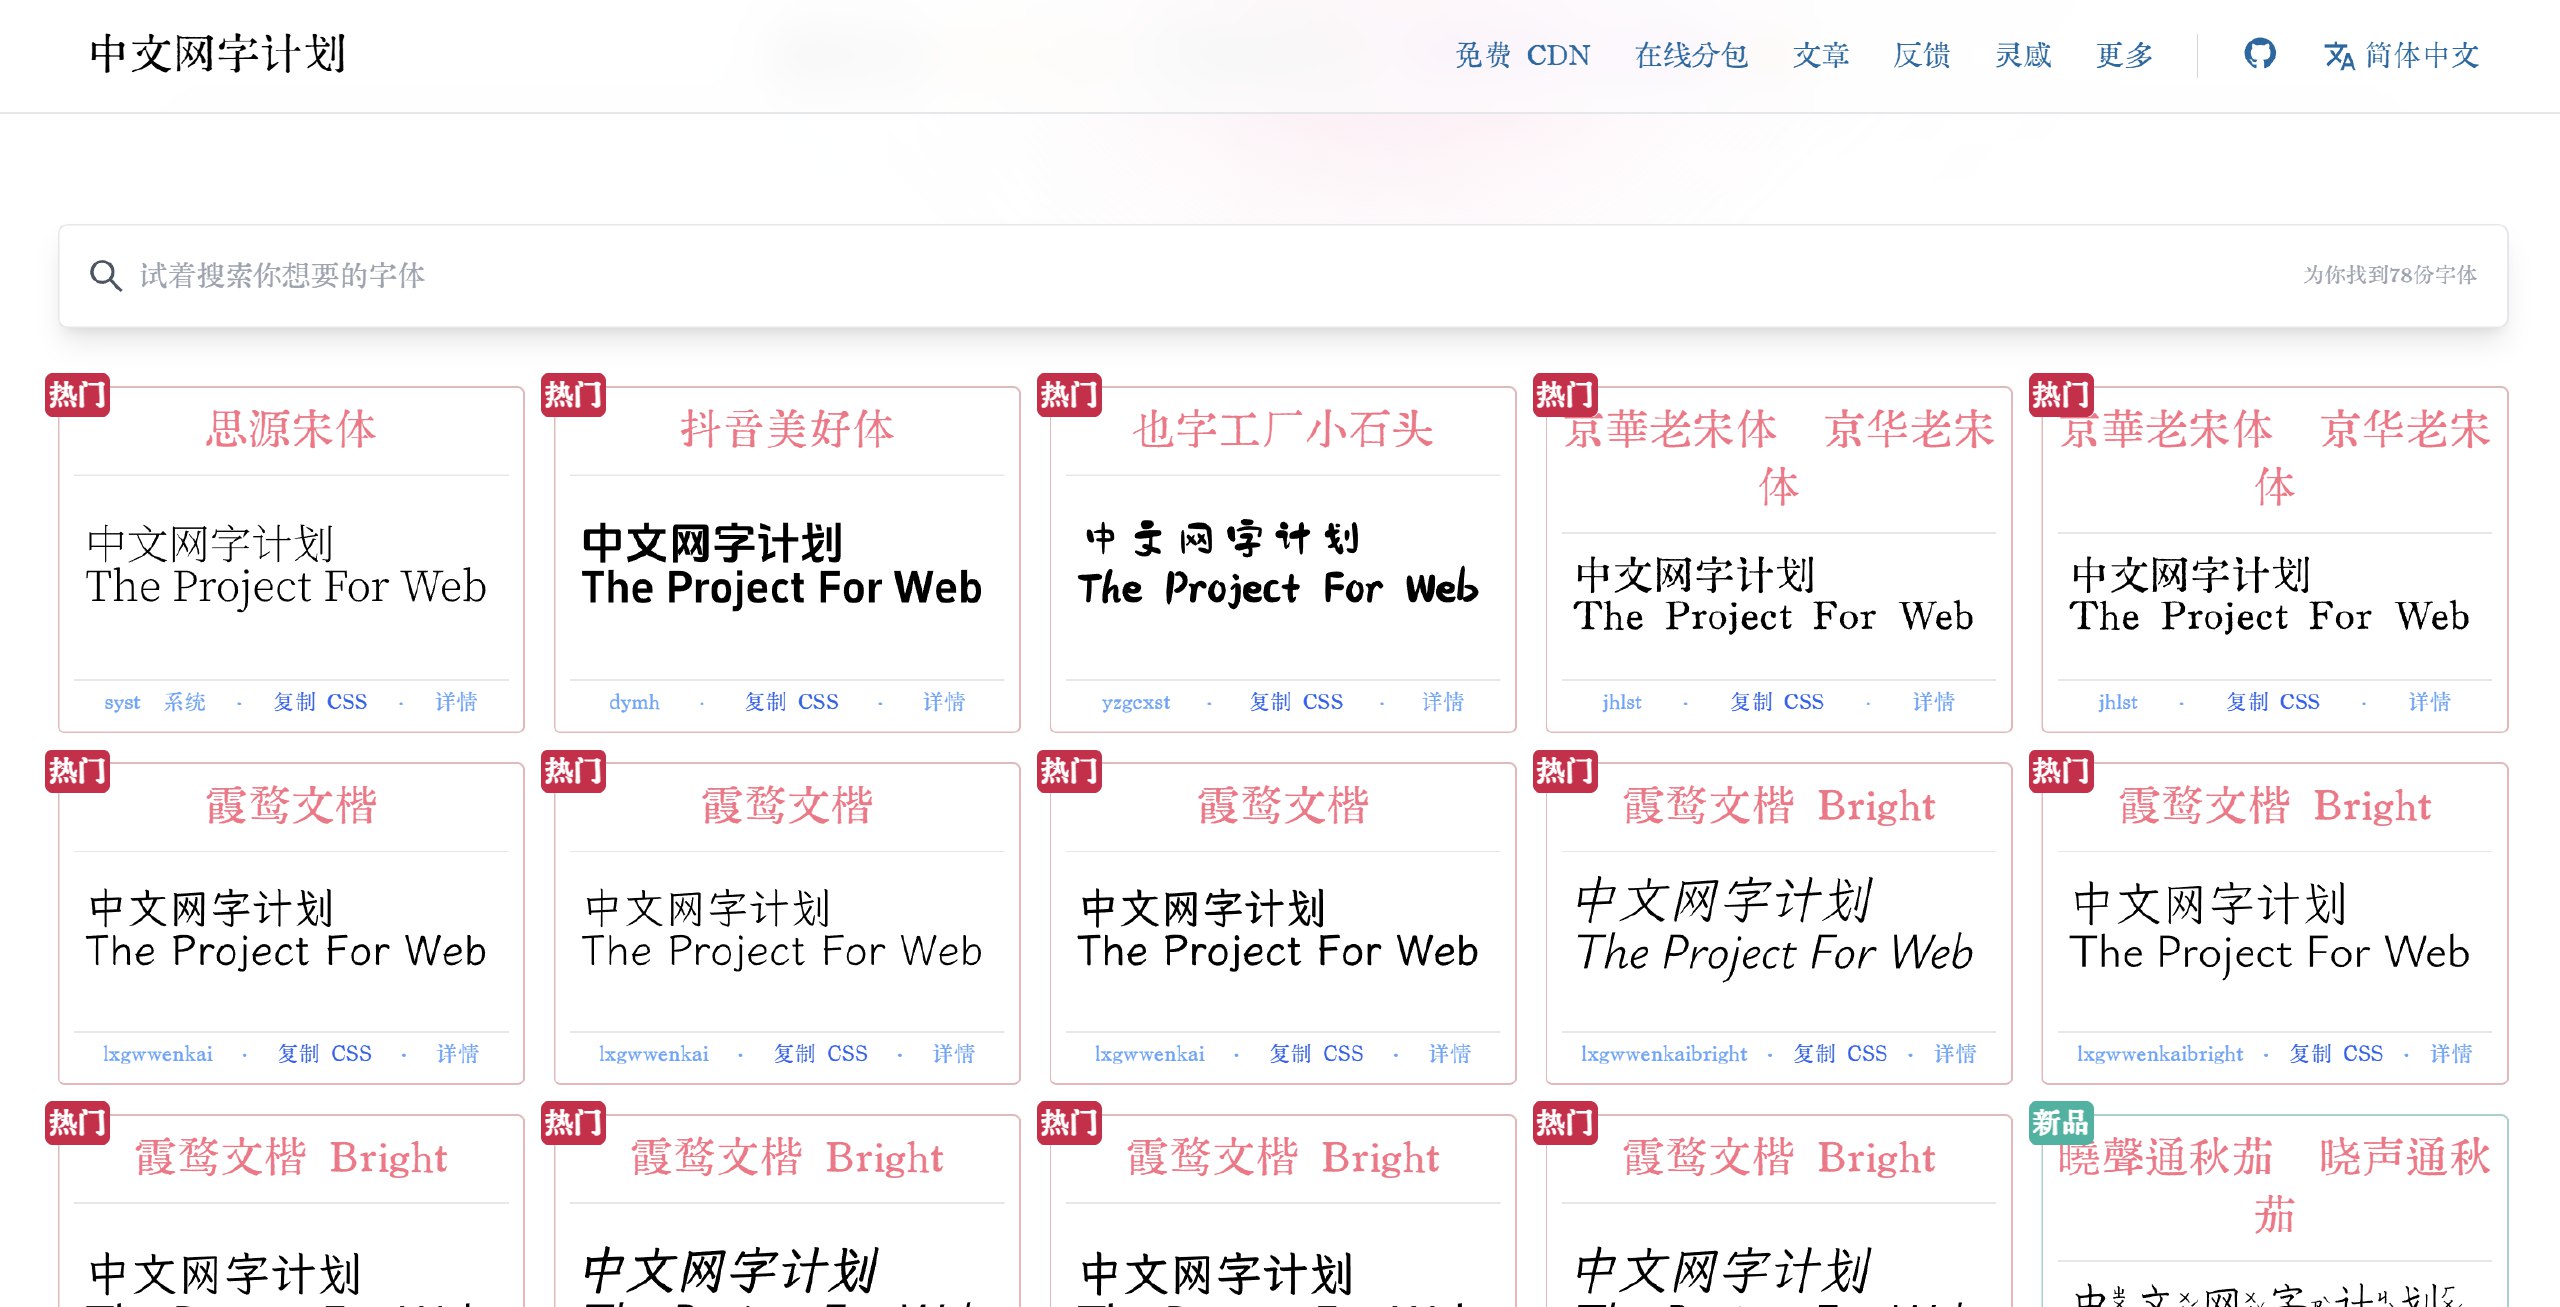 中文网字计划
免费 CDN 在线分包 文章 反馈 灵感 更多 简体中文
试着搜索你想要的字体
为你找到78份字体
热门
思源宋体
中文网字计划
The Project For Web
syst 系统 · 复制 CSS · 详情
热门
抖音美好体
中文网字计划
The Project For Web
dymh · 复制 CSS · 详情
热门
也字工厂小石头
中文网字计划
The Project For Web
yzgcxst · 复制 CSS · 详情
热门
京華老宋体 京华老宋
体
中文网字计划
The Project For Web
jhlst · 复制 CSS · 详情
热门
京華老宋体 京华老宋
体
中文网字计划
The Project For Web
jhlst · 复制 CSS · 详情
热门
霞鹜文楷
中文网字计划
The Project For Web
lxgwwenkai · 复制 CSS · 详情
热门
霞鹜文楷
中文网字计划
The Project For Web
lxgwwenkai · 复制 CSS · 详情
热门
霞鹜文楷
中文网字计划
The Project For Web
lxgwwenkai · 复制 CSS · 详情
热门
霞鹜文楷 Bright
中文网字计划
The Project For Web
lxgwwenkaibright · 复制 CSS · 详情
热门
霞鹜文楷 Bright
中文网字计划
The Project For Web
lxgwwenkaibright · 复制 CSS · 详情
热门
霞鹜文楷 Bright
中文网字计划
热门
霞鹜文楷 Bright
中文网字计划
热门
霞鹜文楷 Bright
中文网字计划
热门
霞鹜文楷 Bright
中文网字计划
新品
曉聲通秋茄 晓声通秋
茄